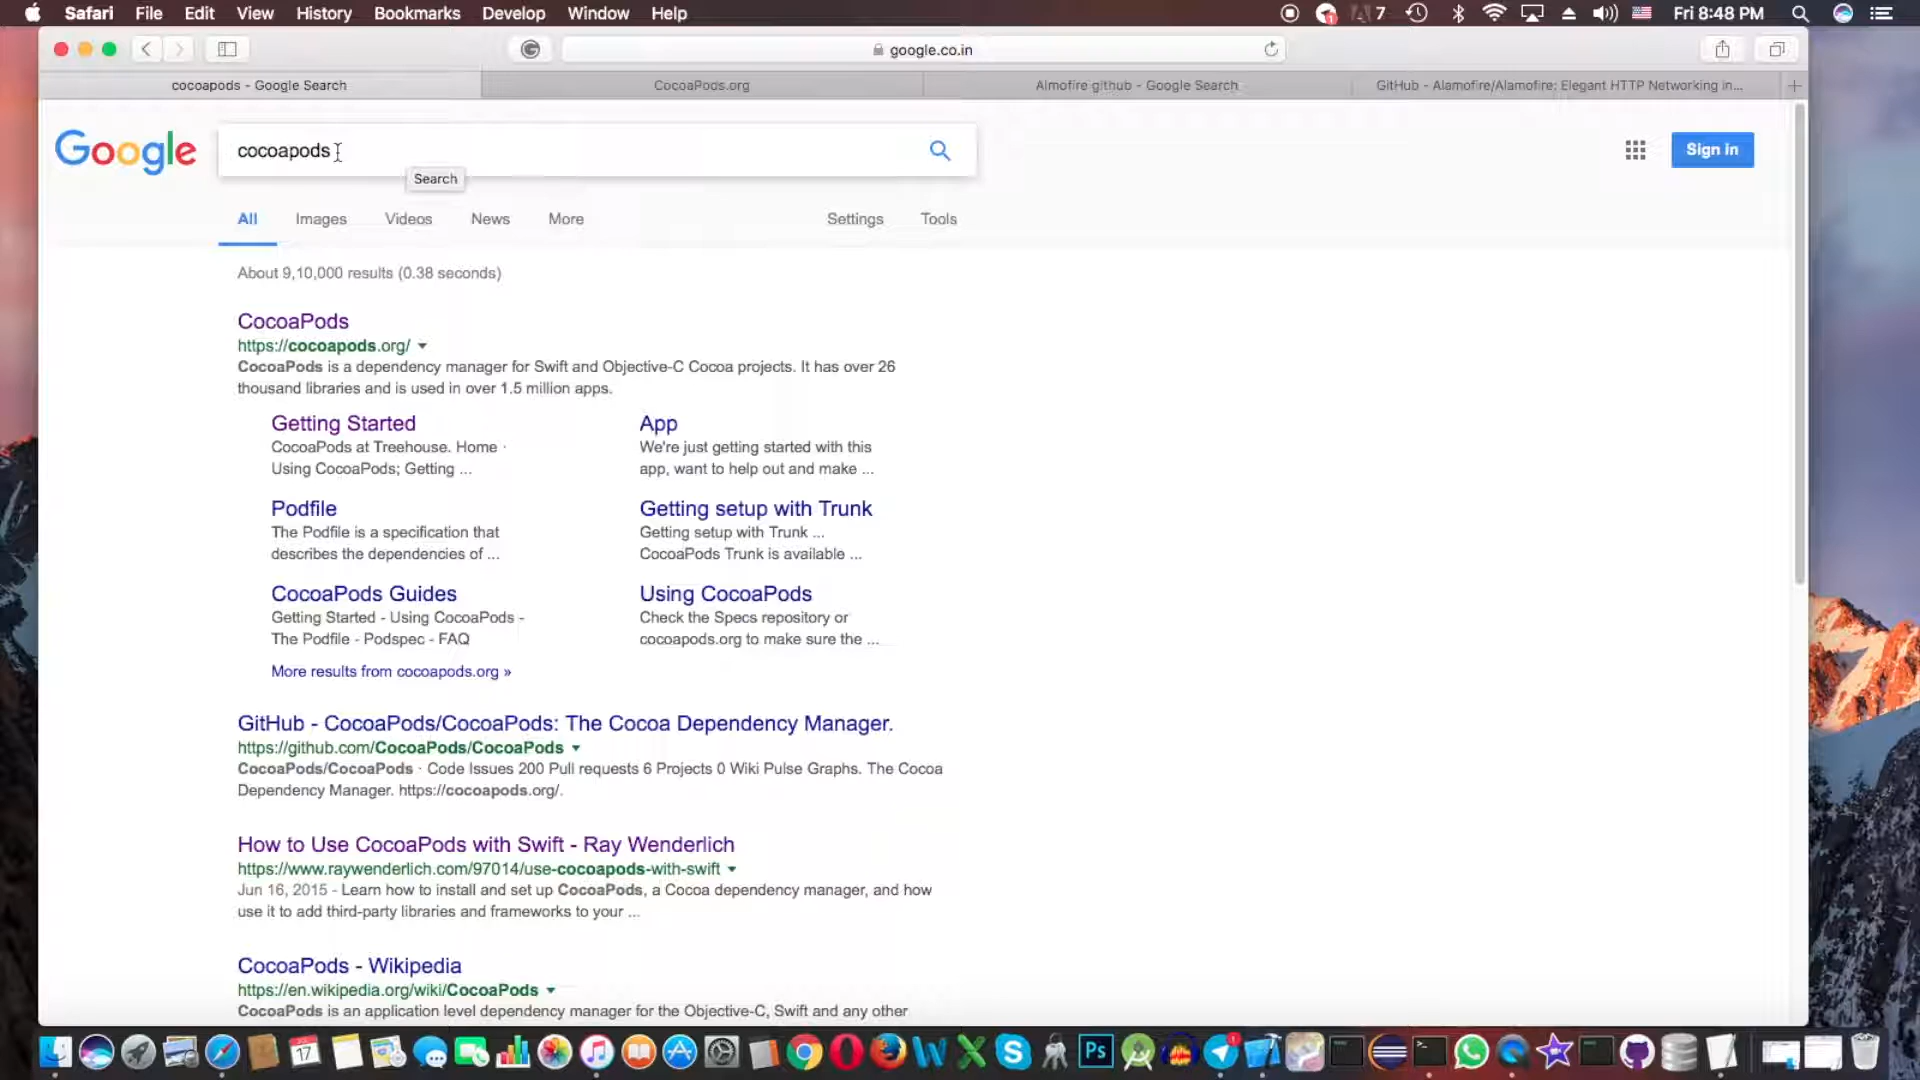 Safari File Edit View History Bookmarks Develop Window Help
7 Fri 8:48 PM
google.co.in
cocoapods - Google Search
CocoaPods.org
Almofire github - Google Search
GitHub - Alamofire/Alamofire: Elegant HTTP Networking in...
Google
cocoapods
Sign in
Search
All Images Videos News More Settings Tools
About 9,10,000 results (0.38 seconds)
CocoaPods
https://cocoapods.org/
CocoaPods is a dependency manager for Swift and Objective-C Cocoa projects. It has over 26
thousand libraries and is used in over 1.5 million apps.
Getting Started
CocoaPods at Treehouse. Home ·
Using CocoaPods; Getting ...
App
We're just getting started with this
app, want to help out and make ...
Podfile
The Podfile is a specification that
describes the dependencies of ...
Getting setup with Trunk
Getting setup with Trunk ...
CocoaPods Trunk is available ...
CocoaPods Guides
Getting Started - Using CocoaPods -
The Podfile - Podspec - FAQ
Using CocoaPods
Check the Specs repository or
cocoapods.org to make sure the ...
More results from cocoapods.org »
GitHub - CocoaPods/CocoaPods: The Cocoa Dependency Manager.
https://github.com/CocoaPods/CocoaPods
CocoaPods/CocoaPods · Code Issues 200 Pull requests 6 Projects 0 Wiki Pulse Graphs. The Cocoa
Dependency Manager. https://cocoapods.org/.
How to Use CocoaPods with Swift - Ray Wenderlich
https://www.raywenderlich.com/97014/use-cocoapods-with-swift
Jun 16, 2015 - Learn how to install and set up CocoaPods, a Cocoa dependency manager, and how
use it to add third-party libraries and frameworks to your ...
CocoaPods - Wikipedia
https://en.wikipedia.org/wiki/CocoaPods
CocoaPods is an application level dependency manager for the Objective-C, Swift and any other
17
Ps